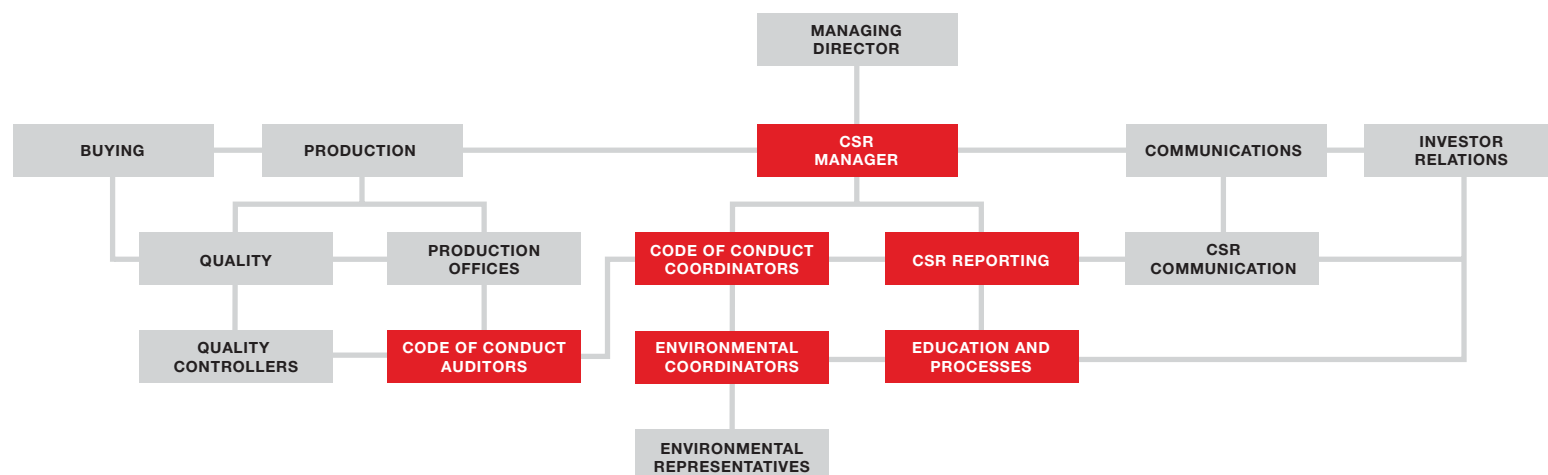 MANAGING
DIRECTOR
BUYING
PRODUCTION
CSR
MANAGER
COMMUNICATIONS
INVESTOR
RELATIONS
QUALITY
PRODUCTION
OFFICES
CODE OF CONDUCT
COORDINATORS
CSR REPORTING
CSR
COMMUNICATION
QUALITY
CONTROLLERS
CODE OF CONDUCT
AUDITORS
ENVIRONMENTAL
COORDINATORS
EDUCATION AND
PROCESSES
ENVIRONMENTAL
REPRESENTATIVES